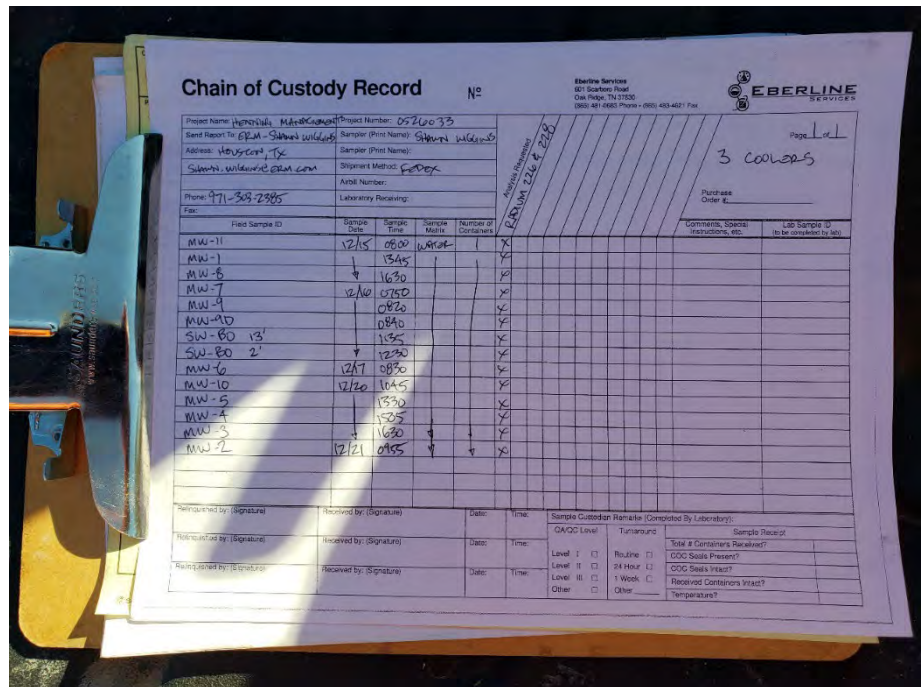 Chain of Custody Record
Nº
Eberline Services
601 Scarboro Road
Oak Ridge, TN 37830
(865) 481-0683 Phone • (865) 483-4621 Fax
EBERLINE
SERVICES
Project Name: HENNING MANAGEMENT Project Number: 0526033
Send Report To: ERM-SHAWN WIGGINS Sampler (Print Name): SHAWN WIGGINS
Address: HOUSTON, TX Sampler (Print Name):
Shipment Method: FEDEX
Airbill Number:
Phone: 971-303-2385 Laboratory Receiving:
Fax:
Analysis Requested
RADIUM 226 & 228
Page 1 of 1
3 COOLERS
Purchase
Order #:
Field Sample ID Sample Date Sample Time Sample Matrix Number of Containers Comments, Special Instructions, etc. Lab Sample ID (to be completed by lab)
MW-11 12/15 0800 WATER 1 X
MW-1 1345 X
MW-8 1630 X
MW-7 12/16 0750 X
MW-9 0820 X
MW-9D 0840 X
SW-BO 13' 1135 X
SW-BO 2' 1230 X
MW-6 12/17 0830 X
MW-10 12/20 1045 X
MW-5 1330 X
MW-4 X
MW-3 1630 X
MW-2 12/21 0955 X
Relinquished by: (Signature) Received by: (Signature) Date: Time:
Relinquished by: (Signature) Received by: (Signature) Date: Time:
Relinquished by: (Signature) Received by: (Signature) Date: Time:
Sample Custodian Remarks (Completed By Laboratory):
QA/QC Level Turnaround Sample Receipt
Total # Containers Received?
Level I Routine COC Seals Present?
Level II 24 Hour COC Seals Intact?
Level III 1 Week Received Containers Intact?
Other Other Temperature?
SAUNDERS